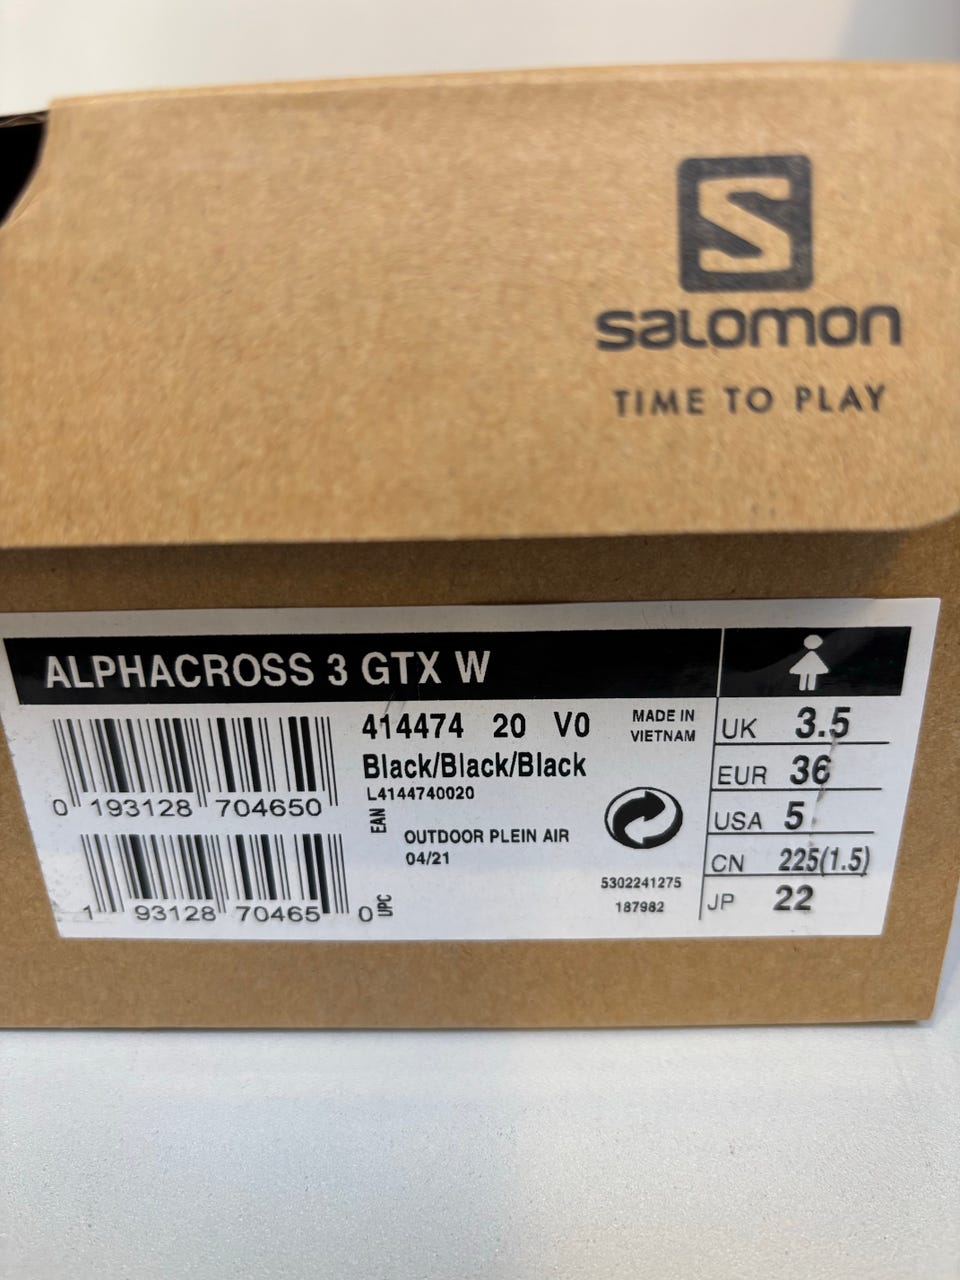 S
SALOMON
TIME TO PLAY
ALPHACROSS 3 GTX W
414474 20 V0
Black/Black/Black
L4144740020
MADE IN
VIETNAM
0 193128 704650
EAN
OUTDOOR PLEIN AIR
04/21
1 93128 70465 0
UPC
5302241275
187982
UK 3.5
EUR 36
USA 5
CN 225(1.5)
JP 22